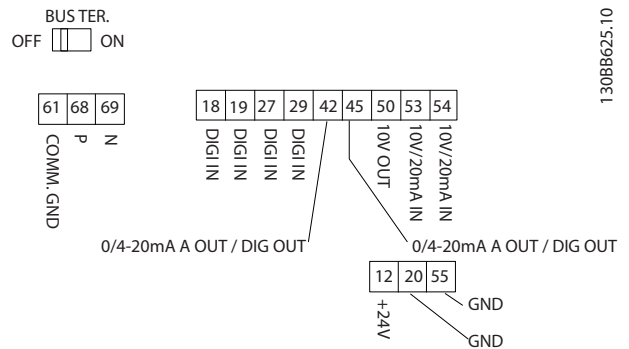 BUS TER.
OFF ON
130BB625.10
61 68 69
COMM. GND
P
N
18 19 27 29 42 45 50 53 54
DIGI IN
DIGI IN
DIGI IN
DIGI IN
10V OUT
10V/20mA IN
10V/20mA IN
0/4-20mA A OUT / DIG OUT
0/4-20mA A OUT / DIG OUT
12 20 55
+24V
GND
GND